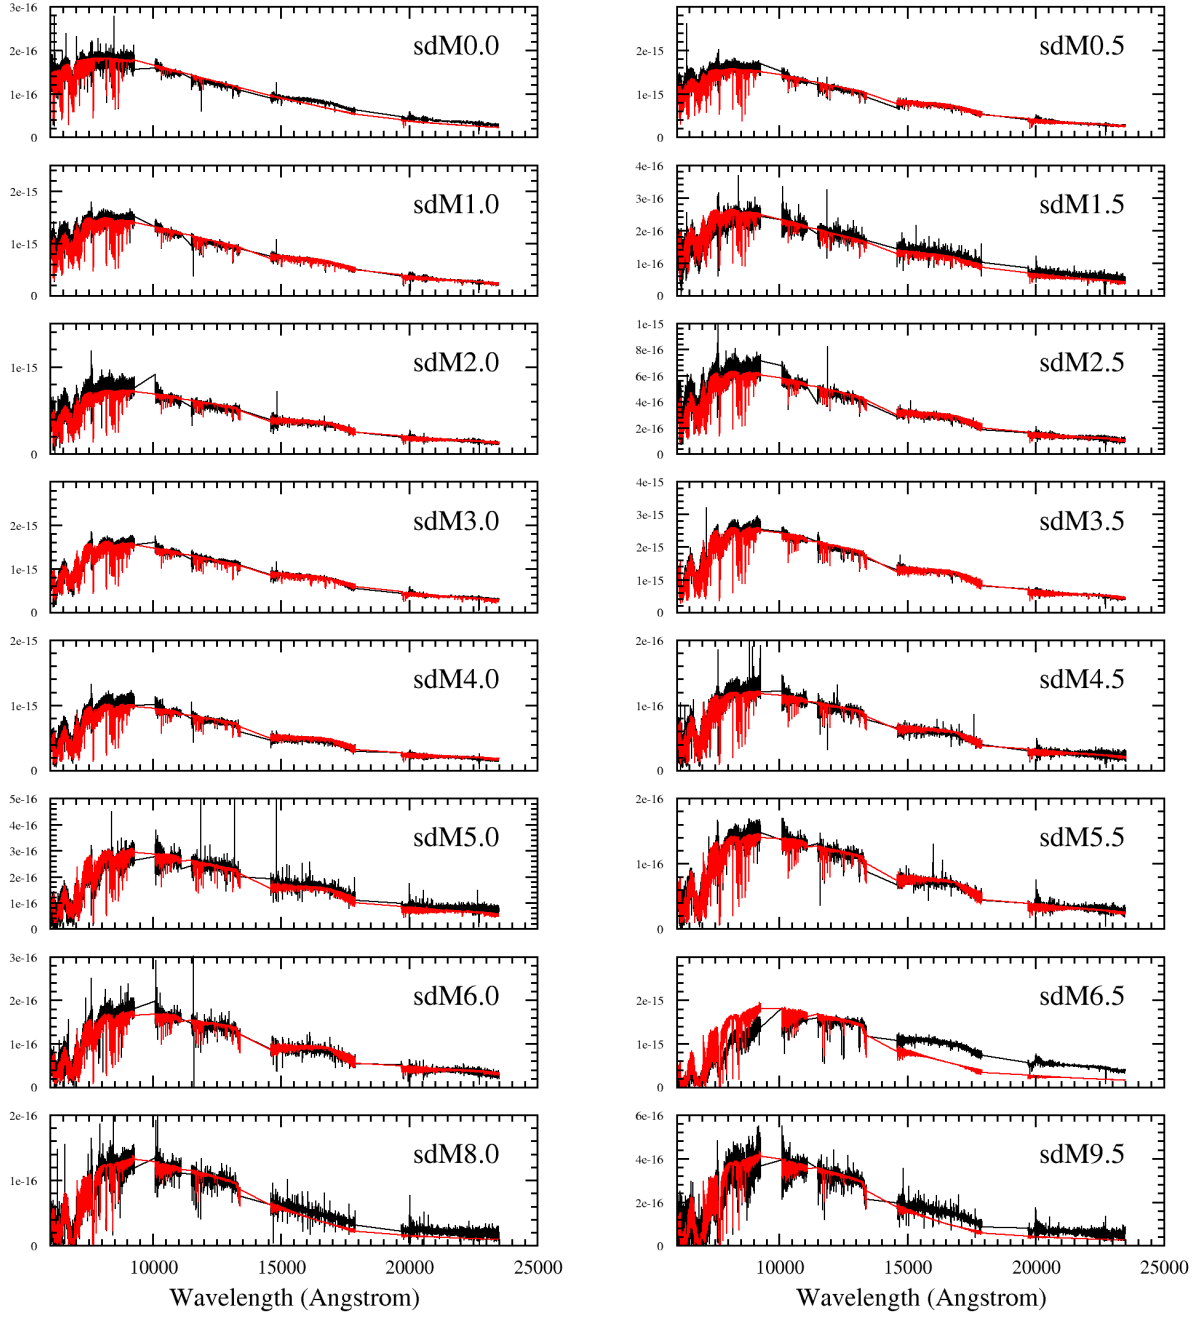 3e-16
2e-16
1e-16
0
sdM0.0
2e-15
1e-15
0
sdM0.5
2e-15
1e-15
0
sdM1.0
4e-16
3e-16
2e-16
1e-16
0
sdM1.5
1e-15
0
sdM2.0
1e-15
8e-16
6e-16
4e-16
2e-16
0
sdM2.5
2e-15
1e-15
0
sdM3.0
4e-15
3e-15
2e-15
1e-15
0
sdM3.5
2e-15
1e-15
0
sdM4.0
2e-16
1e-16
0
sdM4.5
5e-16
4e-16
3e-16
2e-16
1e-16
0
sdM5.0
2e-16
1e-16
0
sdM5.5
3e-16
2e-16
1e-16
0
sdM6.0
2e-15
1e-15
0
sdM6.5
2e-16
1e-16
0
sdM8.0
6e-16
4e-16
2e-16
0
sdM9.5
10000 15000 20000 25000
Wavelength (Angstrom)
10000 15000 20000 25000
Wavelength (Angstrom)